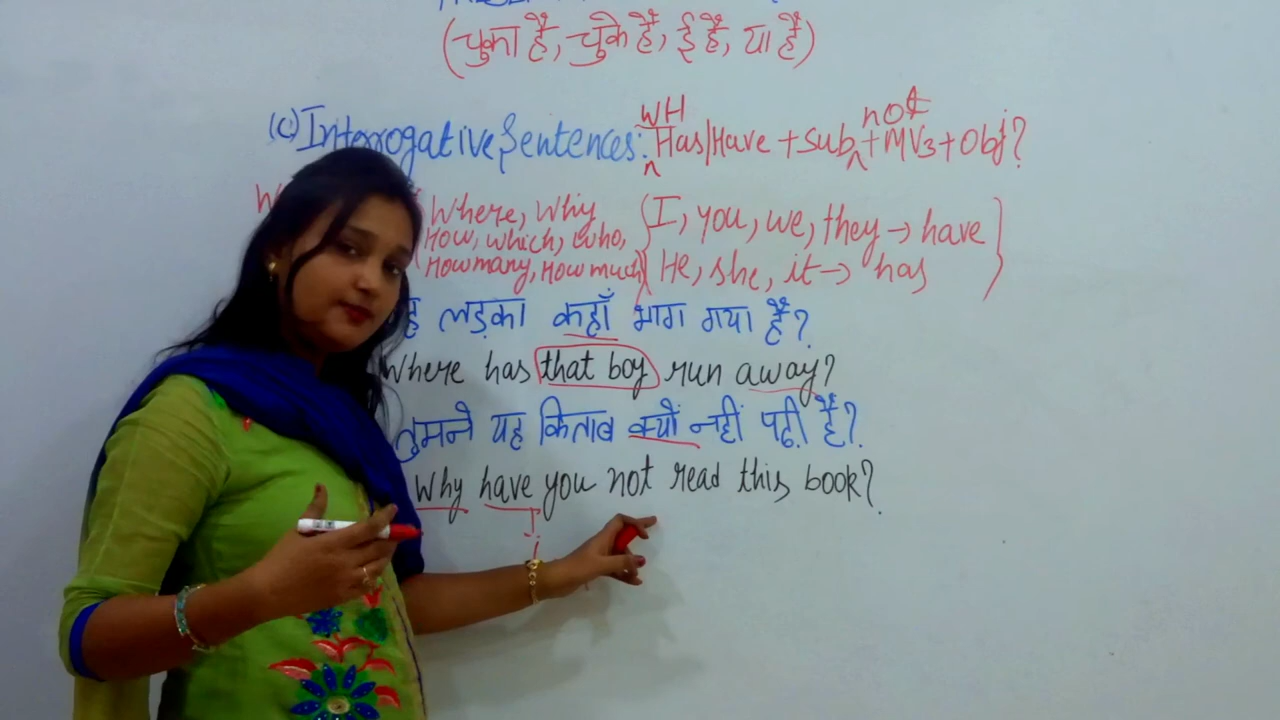 (चुका है, चुके हैं, ई है, या है)
(c) Interrogative Sentences: WH Has/Have + Sub + not + MV3 + Obj?
Where, Why
How, which, who,
How many, How much
{I, you, we, they → have
He, she, it → has}
लड़का कहाँ भाग गया है?
Where has that boy run away?
तुमने यह किताब क्यों नहीं पढ़ी है?
Why have you not read this book?